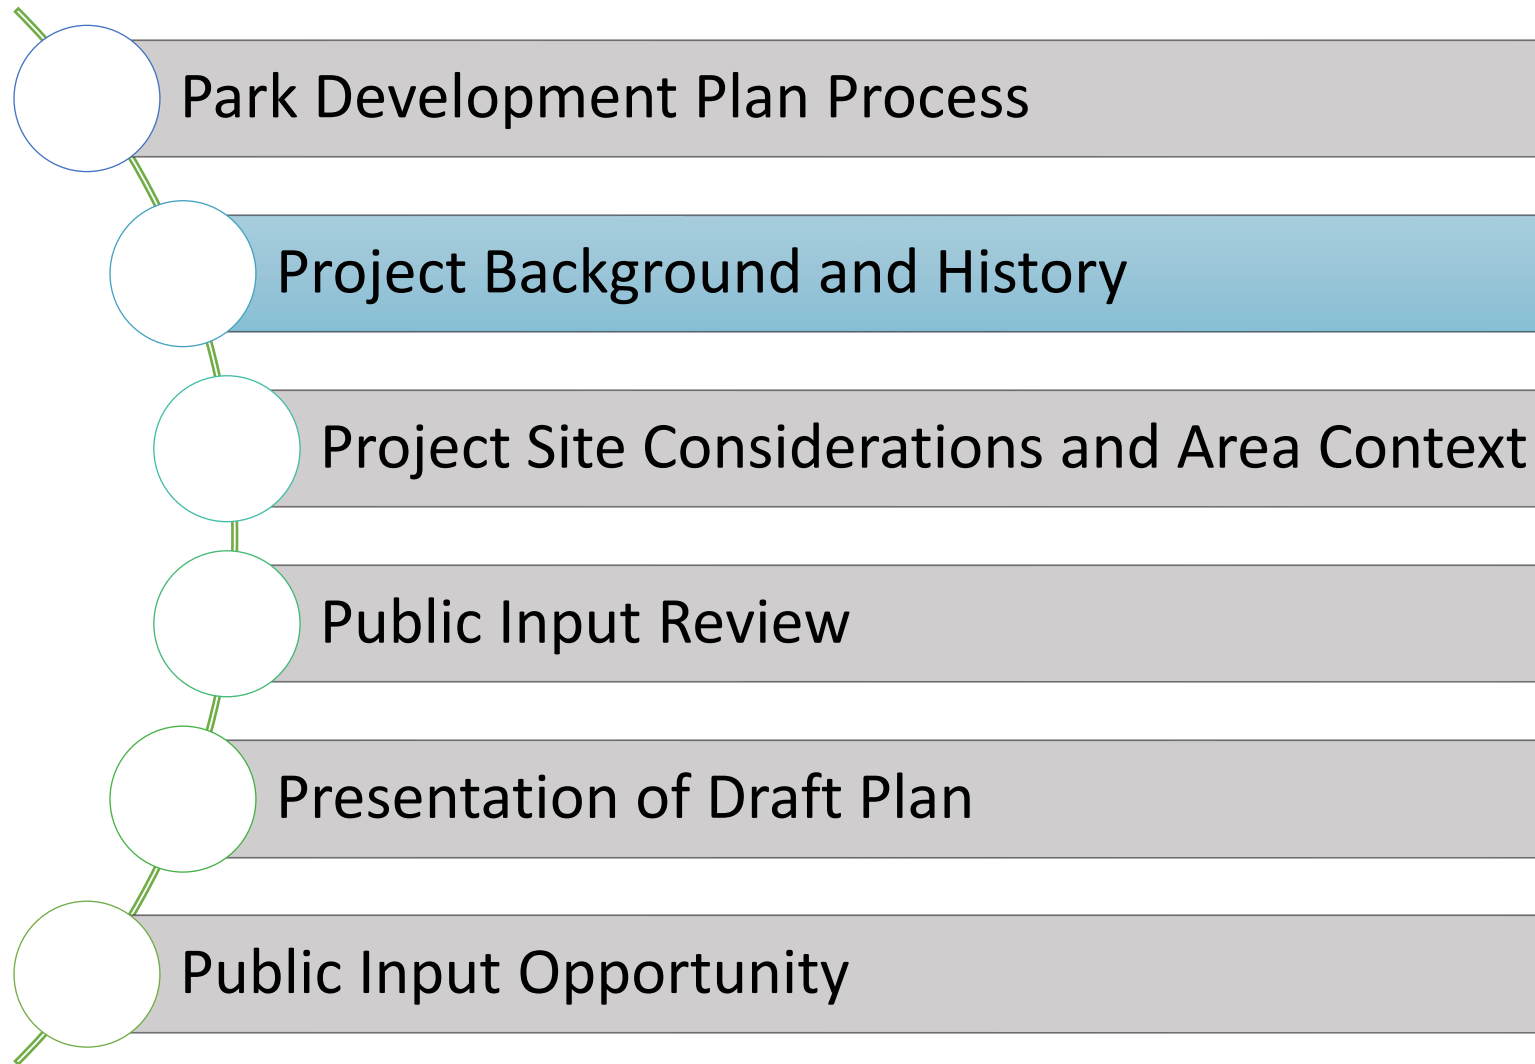 Park Development Plan Process
Project Background and History
Project Site Considerations and Area Context
Public Input Review
Presentation of Draft Plan
Public Input Opportunity